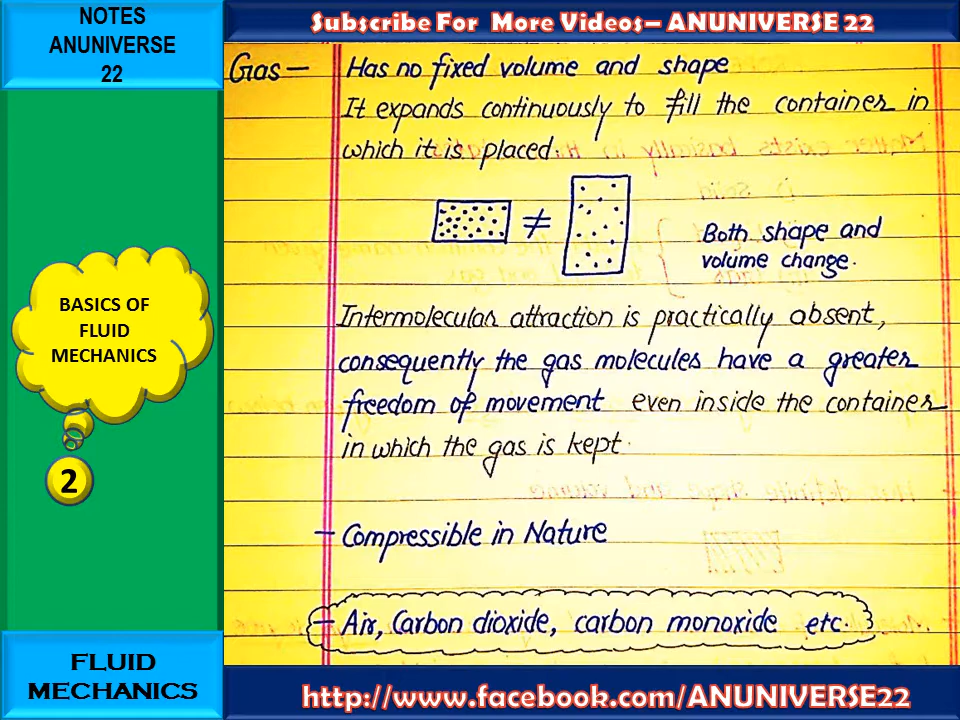 NOTES
ANUNIVERSE
22
Subscribe For More Videos– ANUNIVERSE 22
BASICS OF
FLUID
MECHANICS
2
FLUID
MECHANICS
Gas – Has no fixed volume and shape
It expands continuously to fill the container in
which it is placed.
≠
Both shape and
volume change.
Intermolecular attraction is practically absent,
consequently the gas molecules have a greater
freedom of movement even inside the container
in which the gas is kept.
– Compressible in Nature
– Air, Carbon dioxide, carbon monoxide etc.
http://www.facebook.com/ANUNIVERSE22